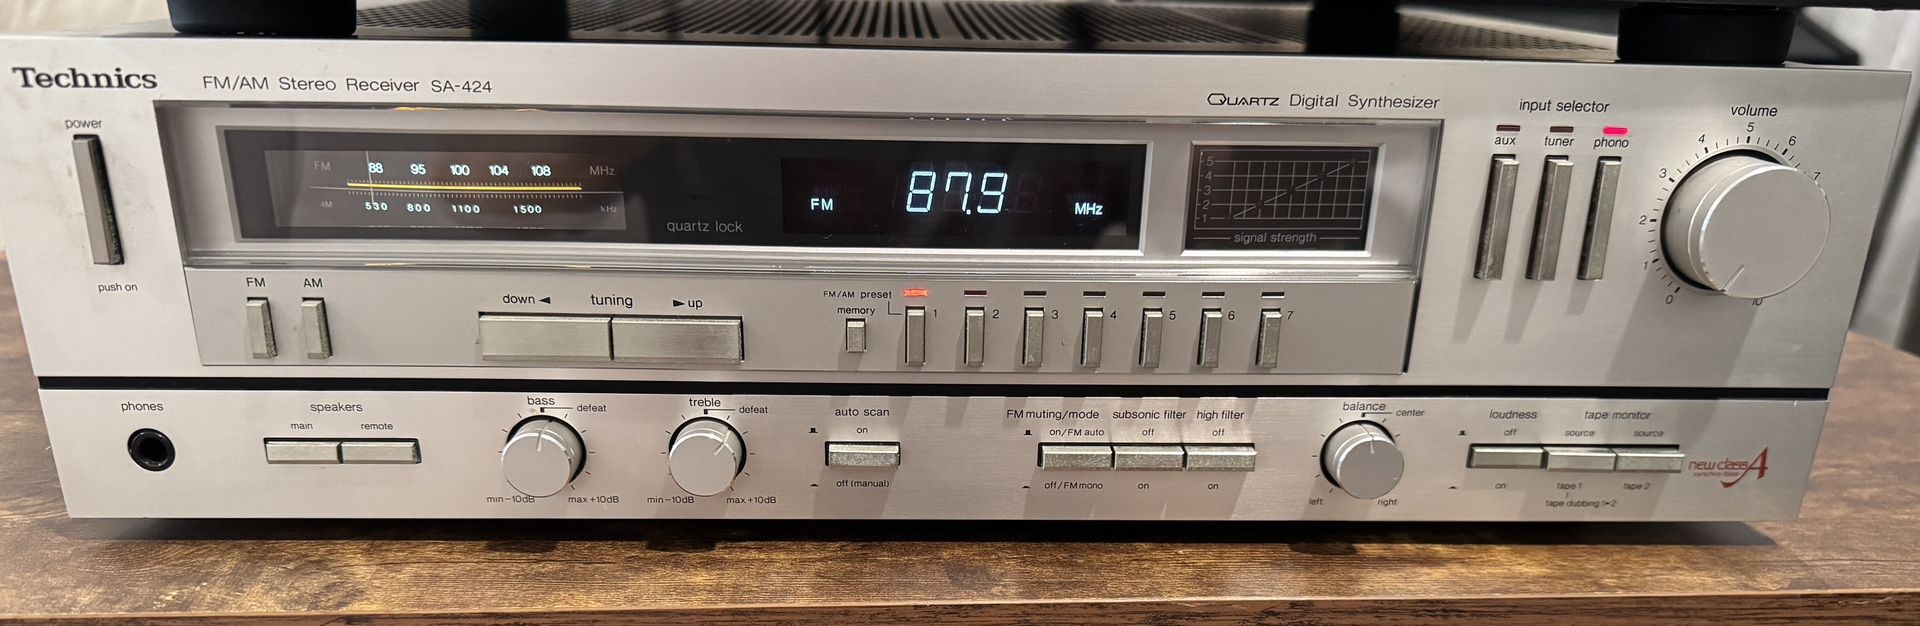 Technics
FM/AM Stereo Receiver SA-424
QUARTZ Digital Synthesizer
input selector
volume
power
aux
tuner
phono
0 1 2 3 4 5 6 7 10
push on
FM 88 95 100 104 108 MHz
AM 530 800 1100 1500 kHz
quartz lock
FM 87.9 MHz
5
4
3
2
1
signal strength
FM
AM
down ◄ tuning ► up
FM/AM preset
memory
1 2 3 4 5 6 7
phones
speakers
main
remote
bass
defeat
min-10dB
max+10dB
treble
defeat
min-10dB
max+10dB
auto scan
on
off (manual)
FM muting/mode
on/FM auto
off/FM mono
subsonic filter
off
on
high filter
off
on
balance
center
left
right
loudness
off
on
tape monitor
source
source
tape 1
tape 2
tape dubbing 1►2
new class A
synchro-bias